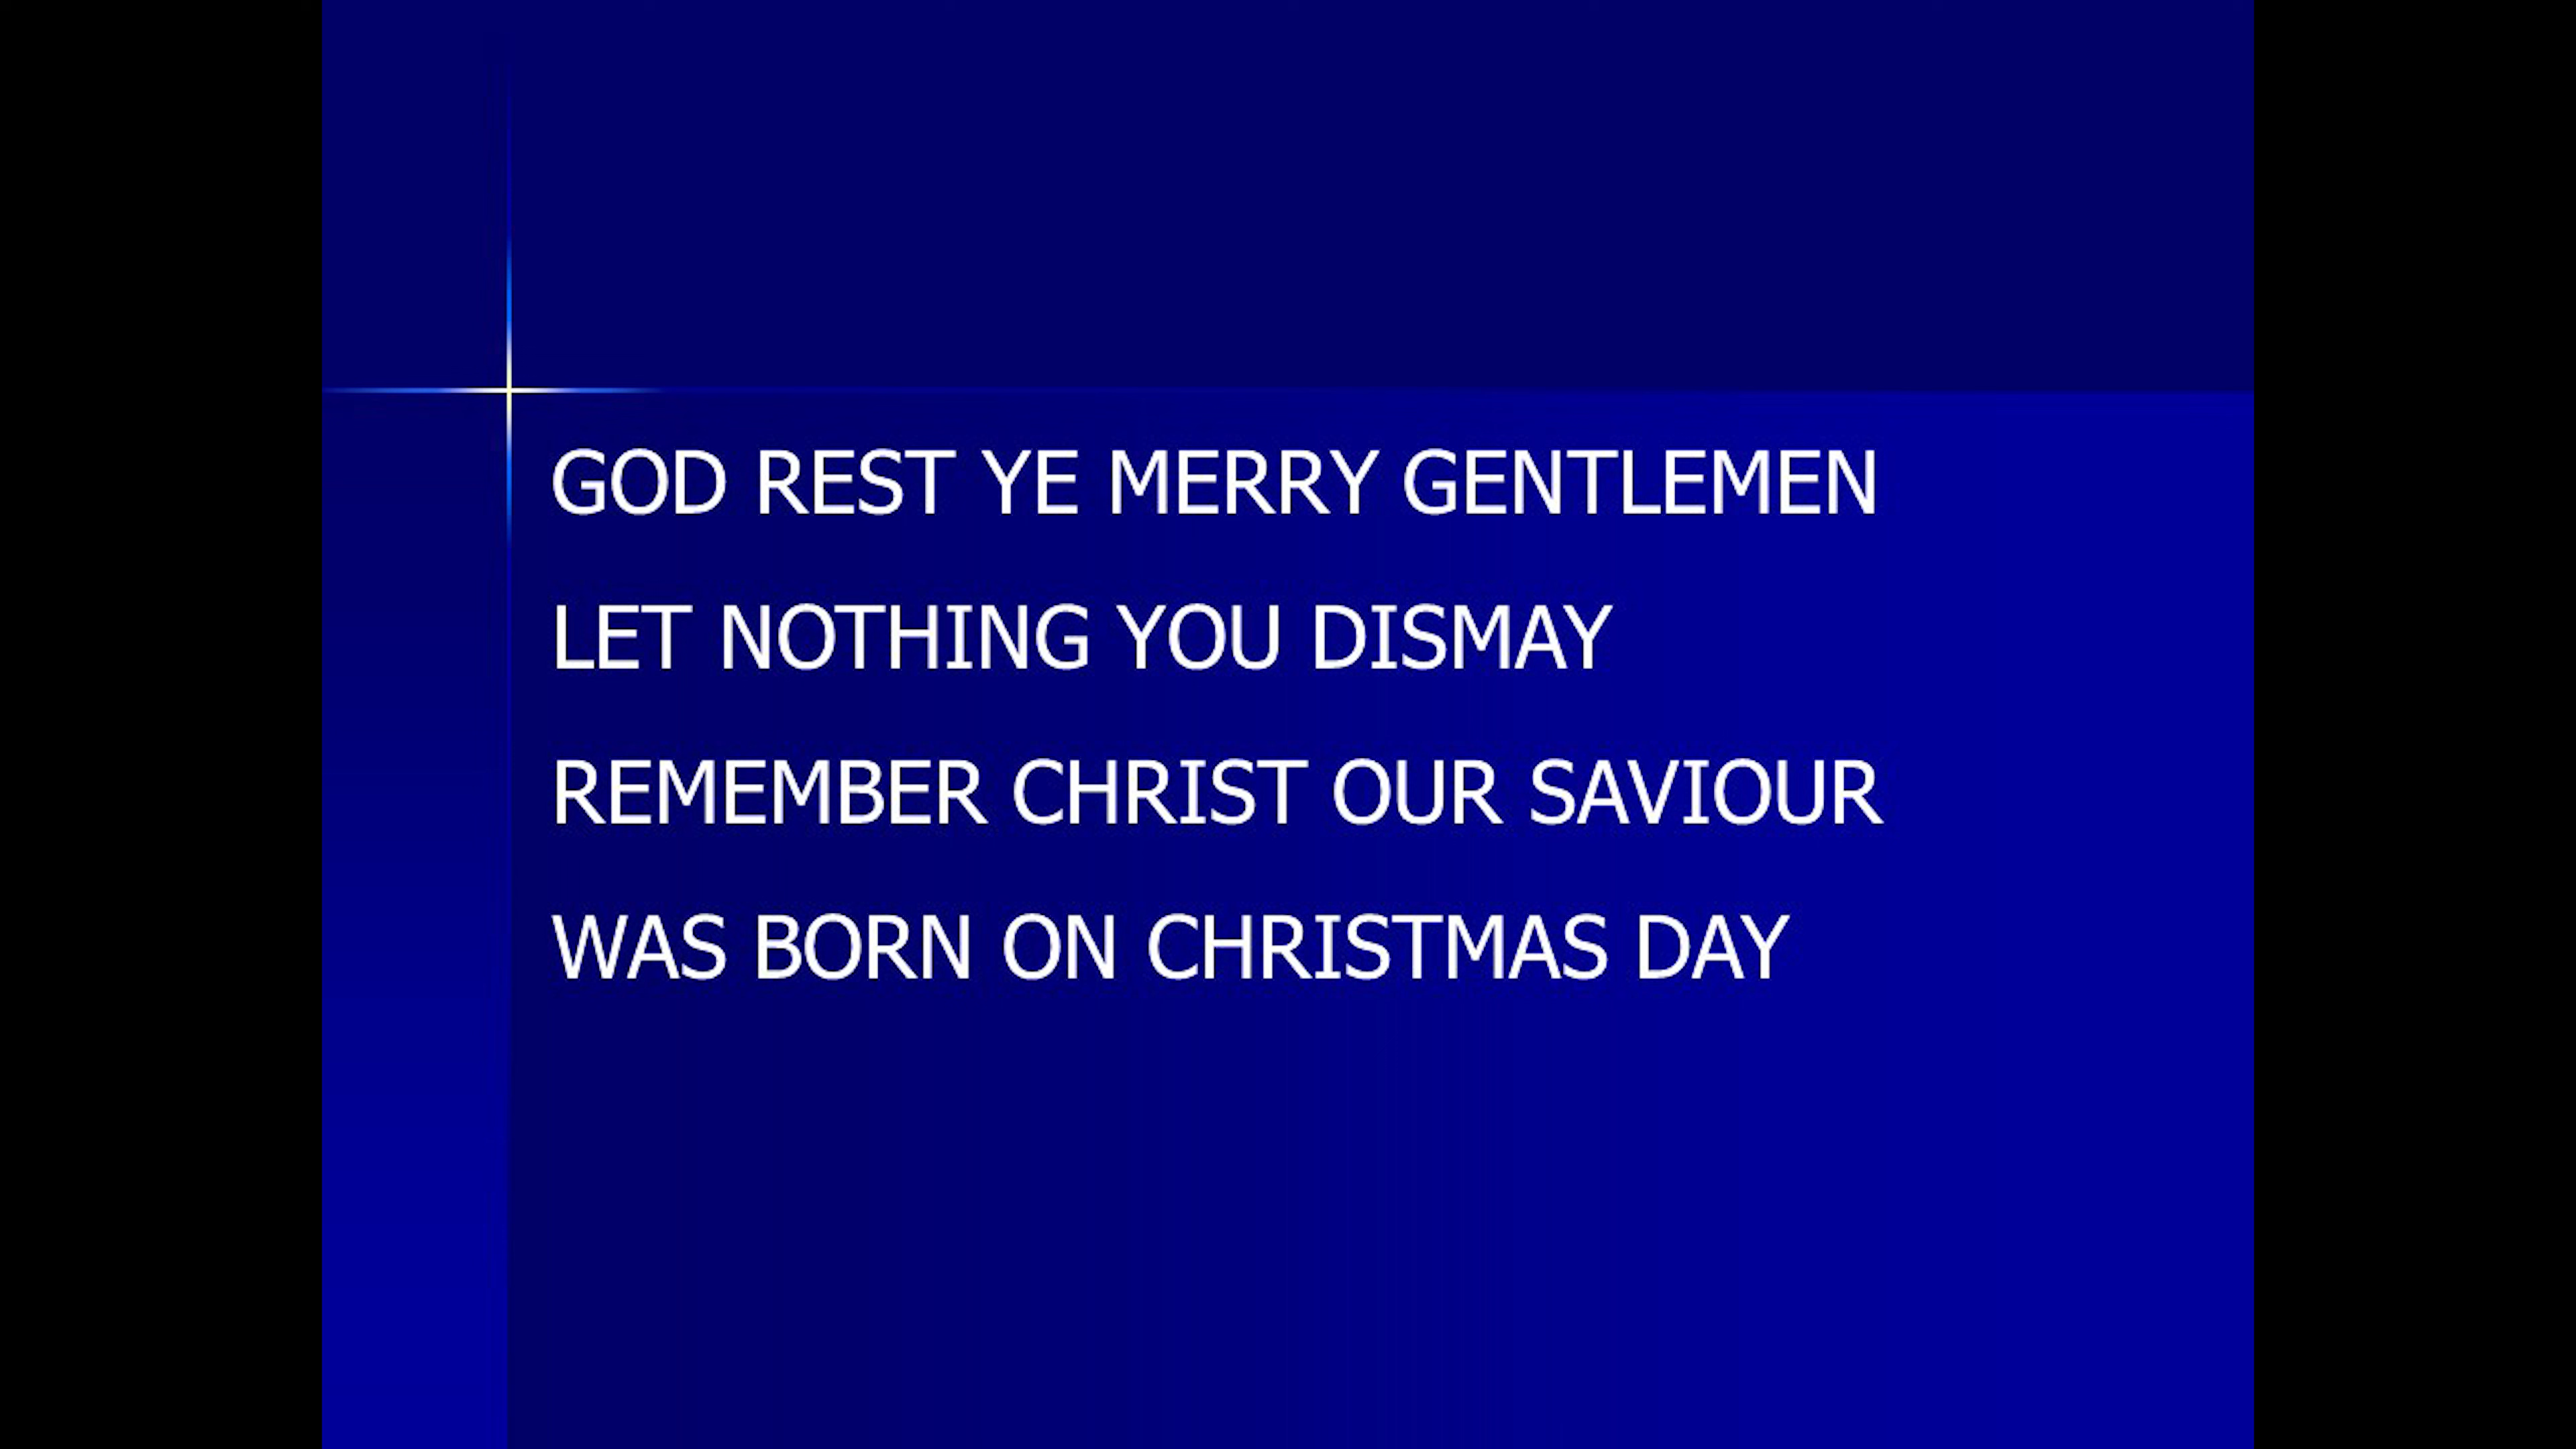 GOD REST YE MERRY GENTLEMEN
LET NOTHING YOU DISMAY
REMEMBER CHRIST OUR SAVIOUR
WAS BORN ON CHRISTMAS DAY